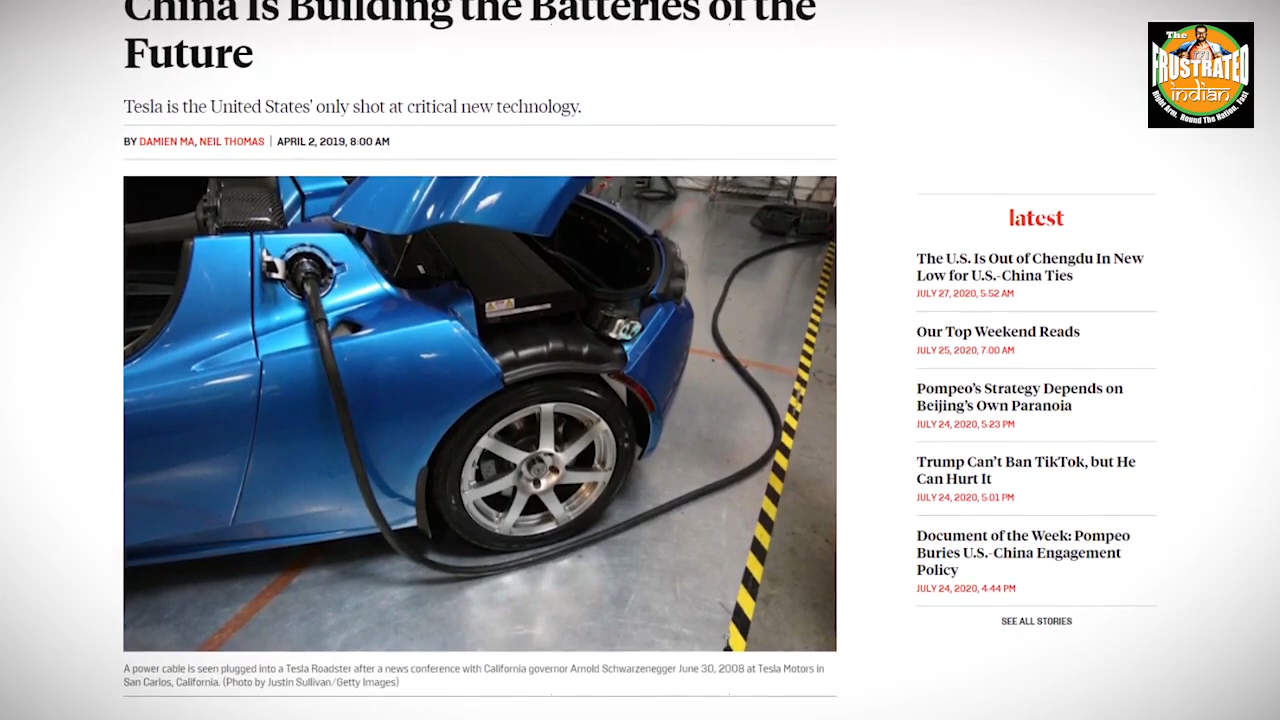 China Is Building the Batteries of the
Future
Tesla is the United States' only shot at critical new technology.
BY DAMIEN MA, NEIL THOMAS | APRIL 2, 2019, 8:00 AM
A power cable is seen plugged into a Tesla Roadster after a news conference with California governor Arnold Schwarzenegger June 30, 2008 at Tesla Motors in
San Carlos, California. (Photo by Justin Sullivan/Getty Images)
The
FRUSTRATED
indian
Right Arm, Round The Nation, Fast
latest
The U.S. Is Out of Chengdu In New
Low for U.S.-China Ties
JULY 27, 2020, 5:52 AM
Our Top Weekend Reads
JULY 25, 2020, 7:00 AM
Pompeo’s Strategy Depends on
Beijing’s Own Paranoia
JULY 24, 2020, 5:23 PM
Trump Can’t Ban TikTok, but He
Can Hurt It
JULY 24, 2020, 5:01 PM
Document of the Week: Pompeo
Buries U.S.-China Engagement
Policy
JULY 24, 2020, 4:44 PM
SEE ALL STORIES